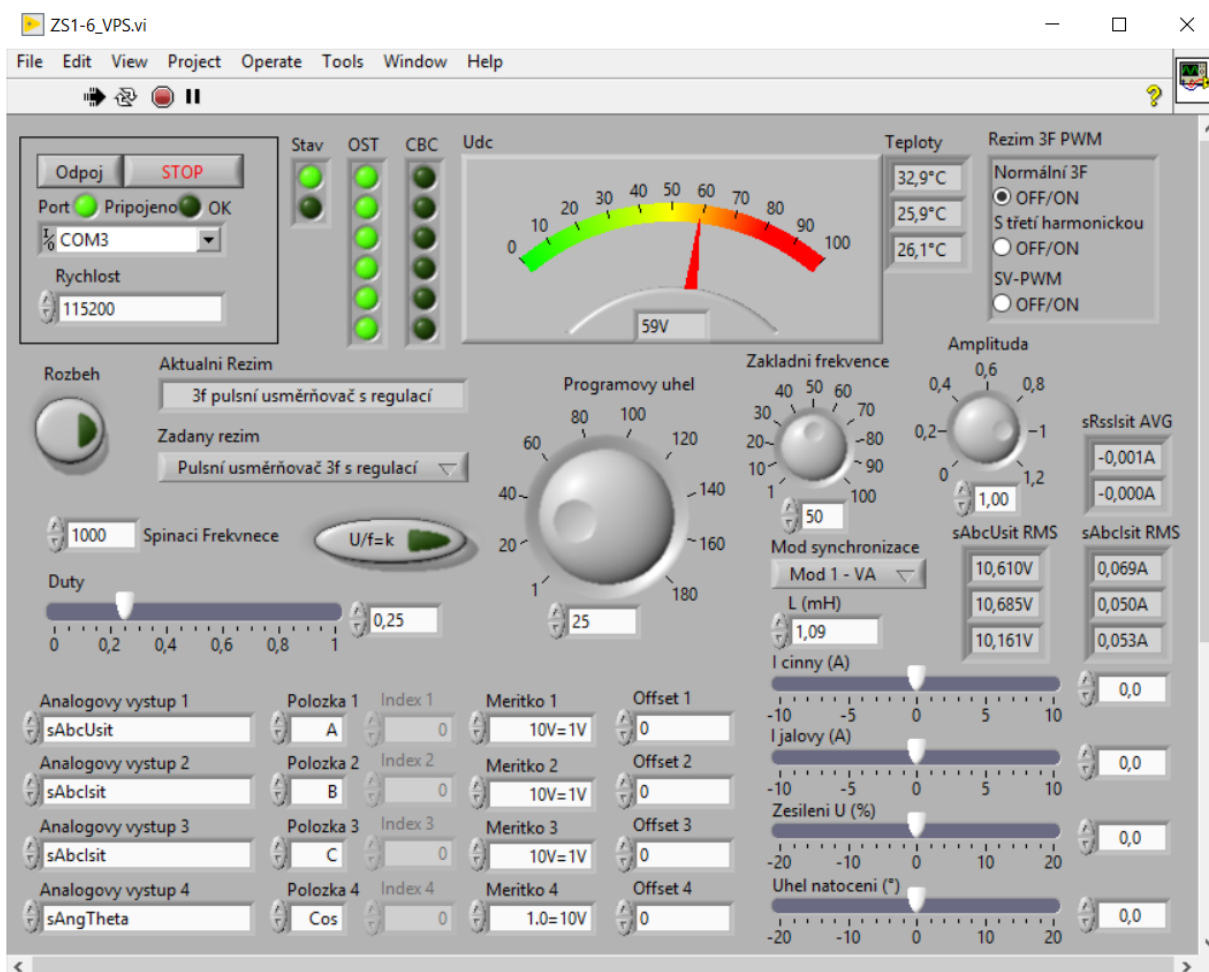 ZS1-6_VPS.vi
File Edit View Project Operate Tools Window Help
Odpoj STOP
Port Pripojeno OK
COM3
Rychlost
115200
Stav OST CBC
Udc
0 10 20 30 40 50 60 70 80 90 100
59V
Teploty
32,9°C
25,9°C
26,1°C
Rezim 3F PWM
Normální 3F
OFF/ON
S třetí harmonickou
OFF/ON
SV-PWM
OFF/ON
Rozbeh
Aktualni Rezim
3f pulsní usměrňovač s regulací
Zadany rezim
Pulsní usměrňovač 3f s regulací
1000 Spinaci Frekvnece
U/f=k
Duty
0 0,2 0,4 0,6 0,8 1
0,25
Programovy uhel
1 20 40 60 80 100 120 140 160 180
25
Zakladni frekvence
1 10 20 30 40 50 60 70 80 90 100
50
Amplituda
0 0,2 0,4 0,6 0,8 1 1,2
1,00
sRssIsit AVG
-0,001A
-0,000A
Mod synchronizace
Mod 1 - VA
L (mH)
1,09
sAbcUsit RMS
10,610V
10,685V
10,161V
sAbcIsit RMS
0,069A
0,050A
0,053A
I cinny (A)
-10 -5 0 5 10
0,0
I jalovy (A)
-10 -5 0 5 10
0,0
Zesileni U (%)
-20 -10 0 10 20
0,0
Uhel natoceni (°)
-20 -10 0 10 20
0,0
Analogovy vystup 1 Polozka 1 Index 1 Meritko 1 Offset 1
sAbcUsit A 0 10V=1V 0
Analogovy vystup 2 Polozka 2 Index 2 Meritko 2 Offset 2
sAbcIsit B 0 10V=1V 0
Analogovy vystup 3 Polozka 3 Index 3 Meritko 3 Offset 3
sAbcIsit C 0 10V=1V 0
Analogovy vystup 4 Polozka 4 Index 4 Meritko 4 Offset 4
sAngTheta Cos 0 1.0=10V 0